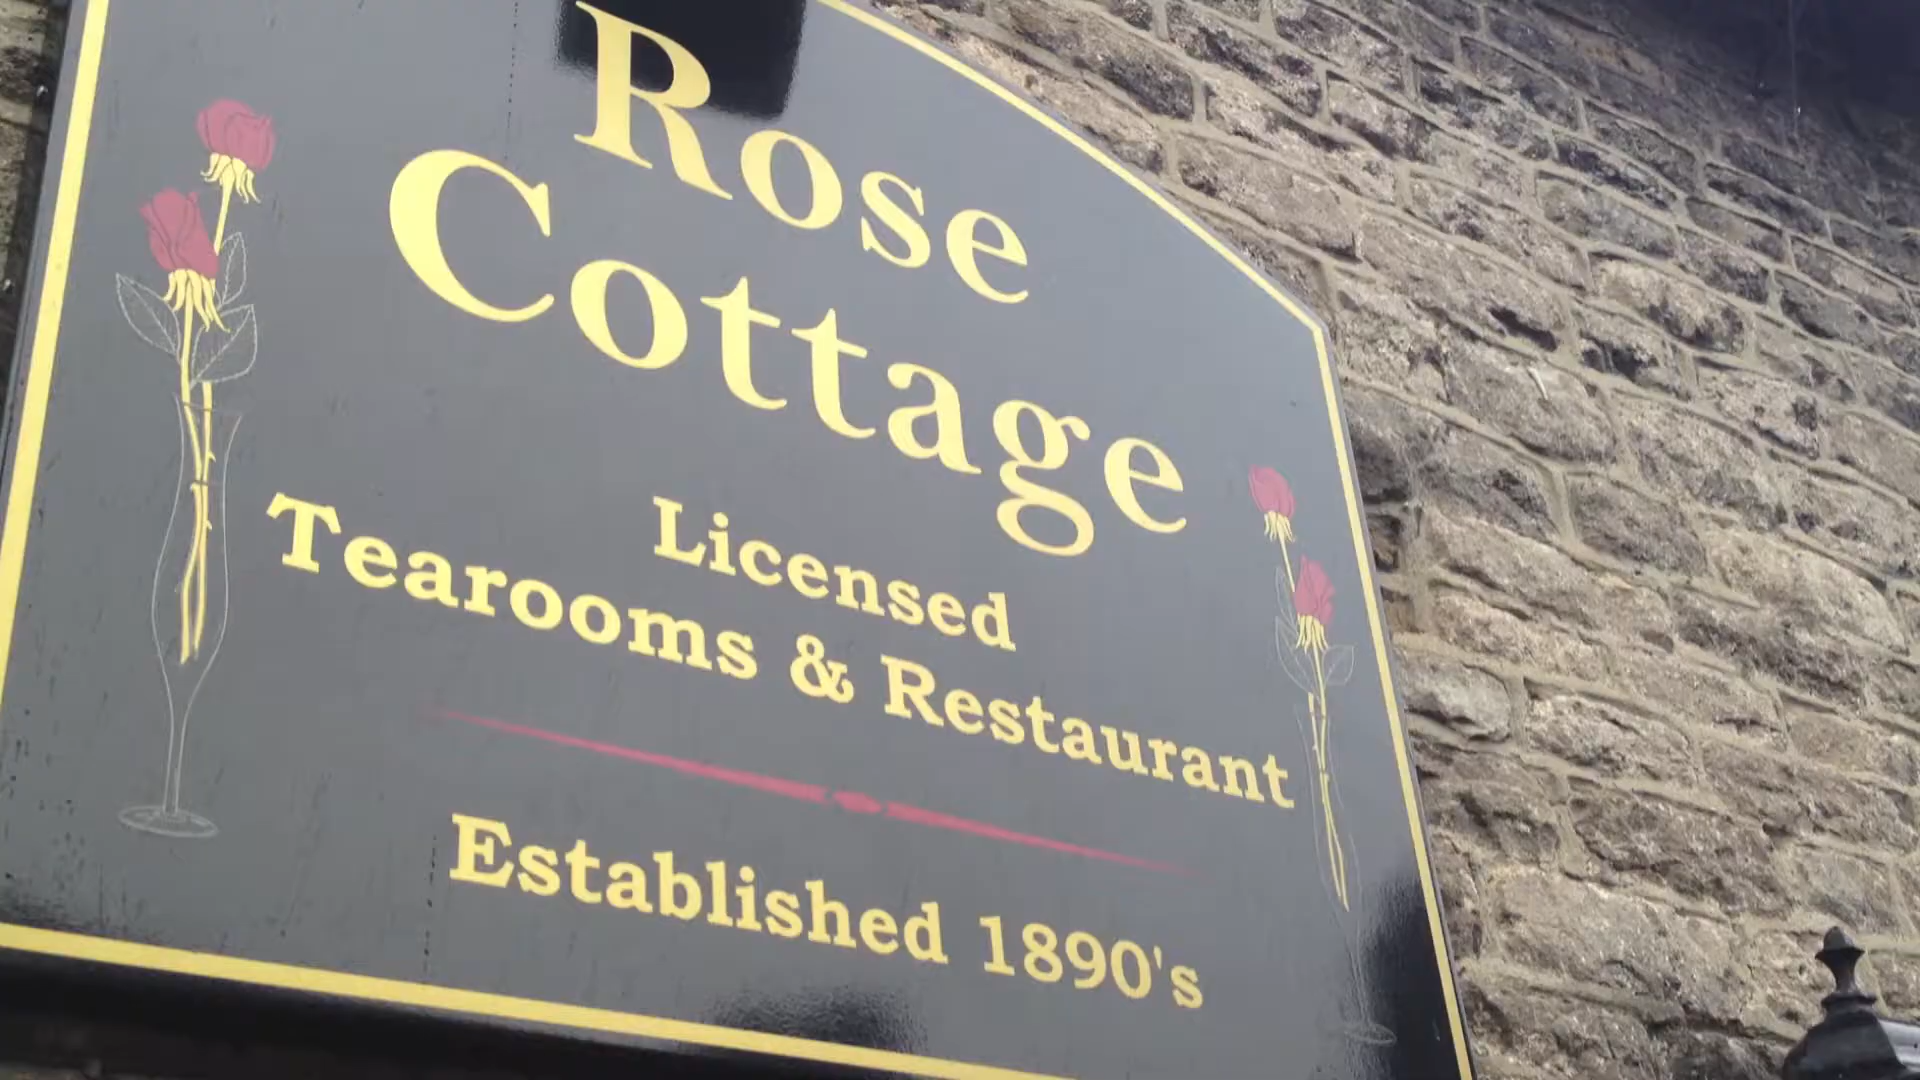 Rose
Cottage
Licensed
Tearooms & Restaurant
Established 1890's